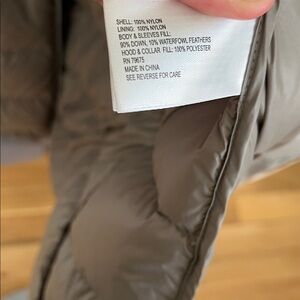 SHELL: 100% NYLON
LINING: 100% NYLON
BODY & SLEEVES FILL:
90% DOWN, 10% WATERFOWL FEATHERS
HOOD & COLLAR FILL: 100% POLYESTER
RN 79675
MADE IN CHINA
SEE REVERSE FOR CARE